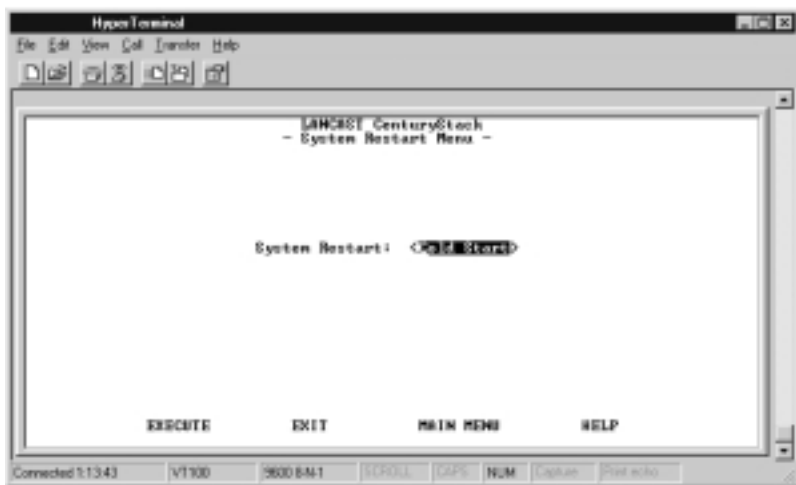 HyperTerminal
File Edit View Call Transfer Help
LANCAST CenturyStack
- System Restart Menu -
System Restart: <Cold Start>
EXECUTE EXIT MAIN MENU HELP
Connected 1:13:43 VT100 9600 8-N-1 SCROLL CAPS NUM Capture Print echo